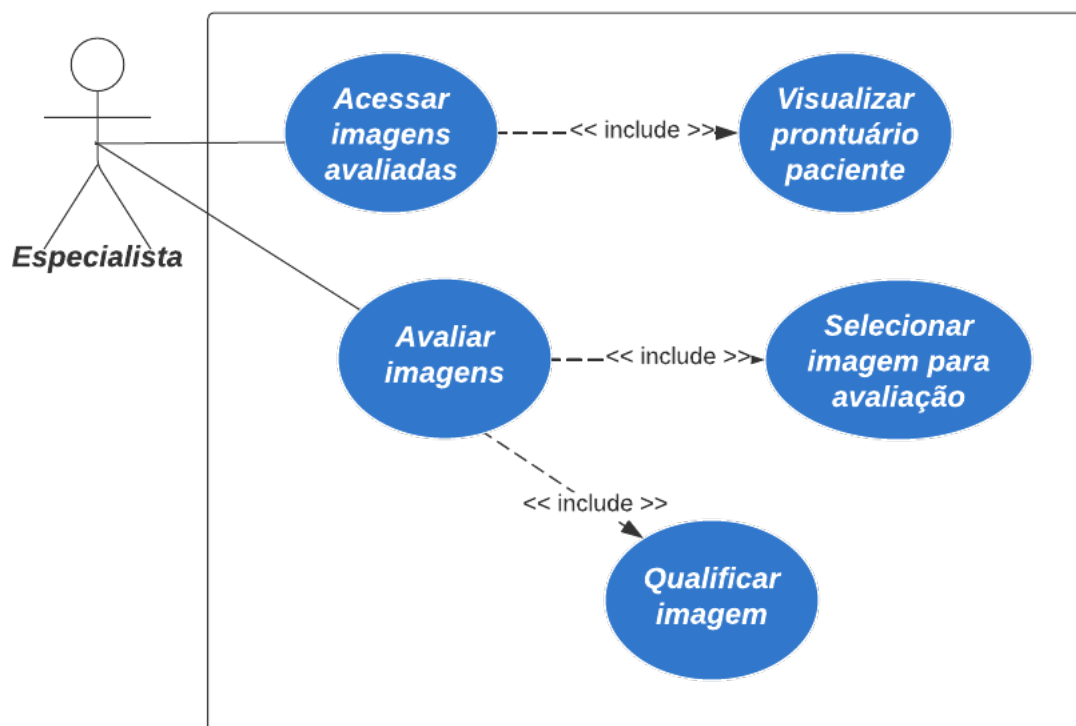 Acessar
imagens
avaliadas
<< include >>
Visualizar
prontuário
paciente
Especialista
Avaliar
imagens
<< include >>
Selecionar
imagem para
avaliação
<< include >>
Qualificar
imagem